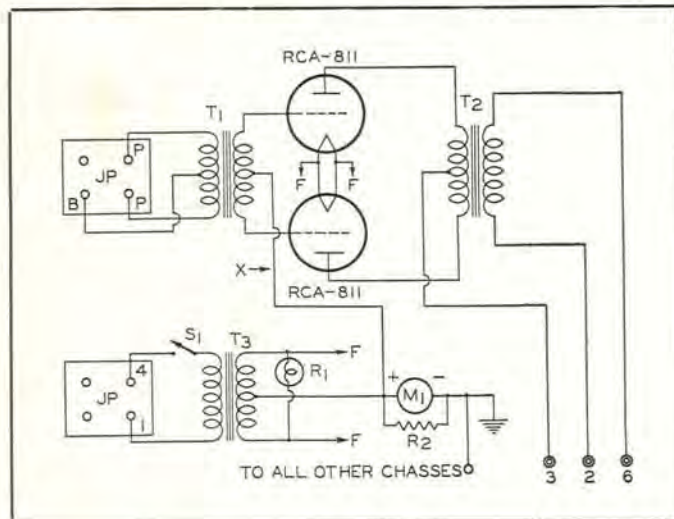 RCA-811
T1
T2
P
JP
B
P
F
F
X→
RCA-811
S1
T3
4
F
R1
JP
+
M1
-
1
F
R2
TO ALL OTHER CHASSES
3
2
6